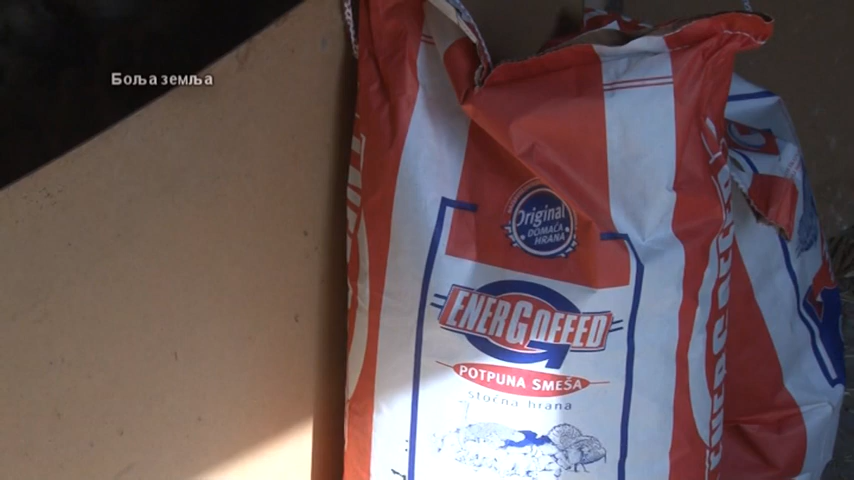 Боља земља
Original
DOMAĆA
HRANA
ENERGOFEED
POTPUNA SMEŠA
Stočna hrana